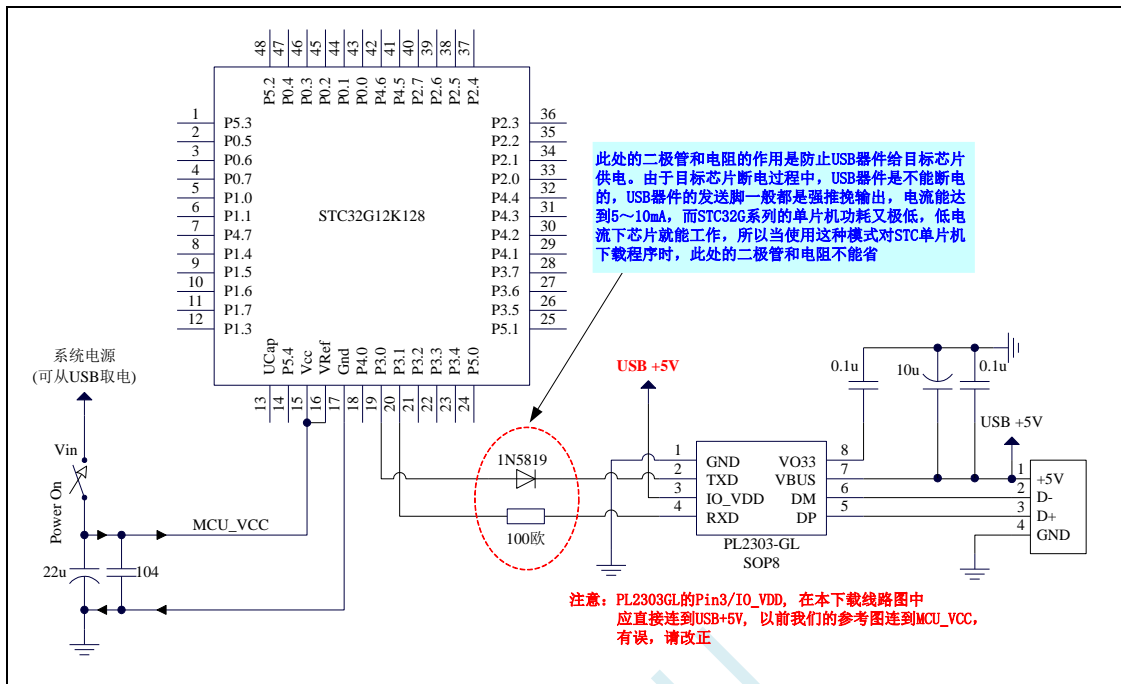 48 47 46 45 44 43 42 41 40 39 38 37
P5.2 P0.4 P0.3 P0.2 P0.1 P0.0 P4.6 P4.5 P2.7 P2.6 P2.5 P2.4
1 P5.3
2 P0.5
3 P0.6
4 P0.7
5 P1.0
6 P1.1
7 P4.7
8 P1.4
9 P1.5
10 P1.6
11 P1.7
12 P1.3
STC32G12K128
P2.3 36
P2.2 35
P2.1 34
P2.0 33
P4.4 32
P4.3 31
P4.2 30
P4.1 29
P3.7 28
P3.6 27
P3.5 26
P5.1 25
UCap P5.4 Vcc VRef Gnd P4.0 P3.0 P3.1 P3.2 P3.3 P3.4 P5.0
13 14 15 16 17 18 19 20 21 22 23 24
此处的二极管和电阻的作用是防止USB器件给目标芯片
供电。由于目标芯片断电过程中，USB器件是不能断电
的，USB器件的发送脚一般都是强推挽输出，电流能达
到5～10mA，而STC32G系列的单片机功耗又极低，低电
流下芯片就能工作，所以当使用这种模式对STC单片机
下载程序时，此处的二极管和电阻不能省
系统电源
(可从USB取电)
Vin
Power On
MCU_VCC
22u
104
1N5819
100欧
USB +5V
0.1u
10u
0.1u
USB +5V
1 GND
2 TXD
3 IO_VDD
4 RXD
VO33 8
VBUS 7
DM 6
DP 5
PL2303-GL
SOP8
1 +5V
2 D-
3 D+
4 GND
注意：PL2303GL的Pin3/IO_VDD, 在本下载线路图中
应直接连到USB+5V, 以前我们的参考图连到MCU_VCC,
有误，请改正